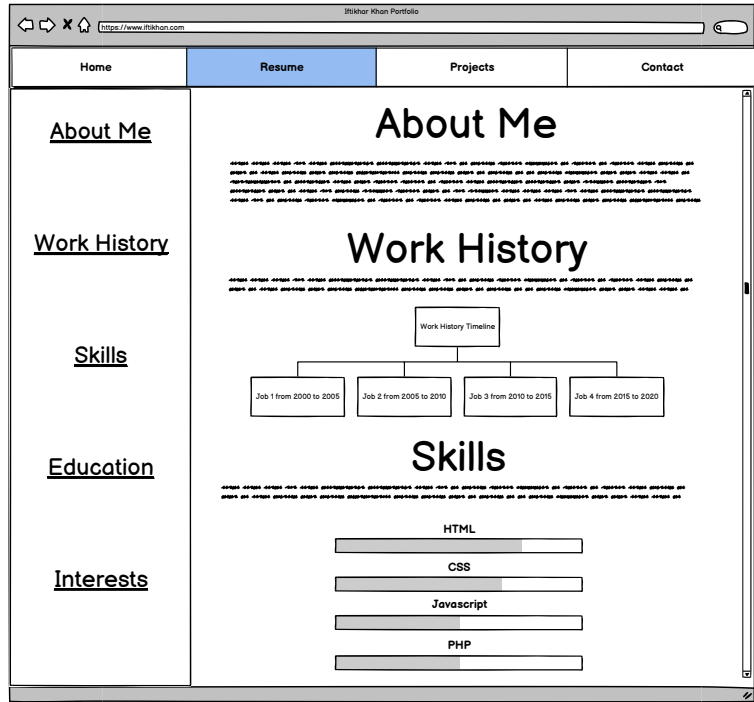 Iftikhar Khan Portfolio
https://www.iftikhan.com
Home
Resume
Projects
Contact
About Me
Work History
Skills
Education
Interests
About Me
Work History
Work History Timeline
Job 1 from 2000 to 2005
Job 2 from 2005 to 2010
Job 3 from 2010 to 2015
Job 4 from 2015 to 2020
Skills
HTML
CSS
Javascript
PHP